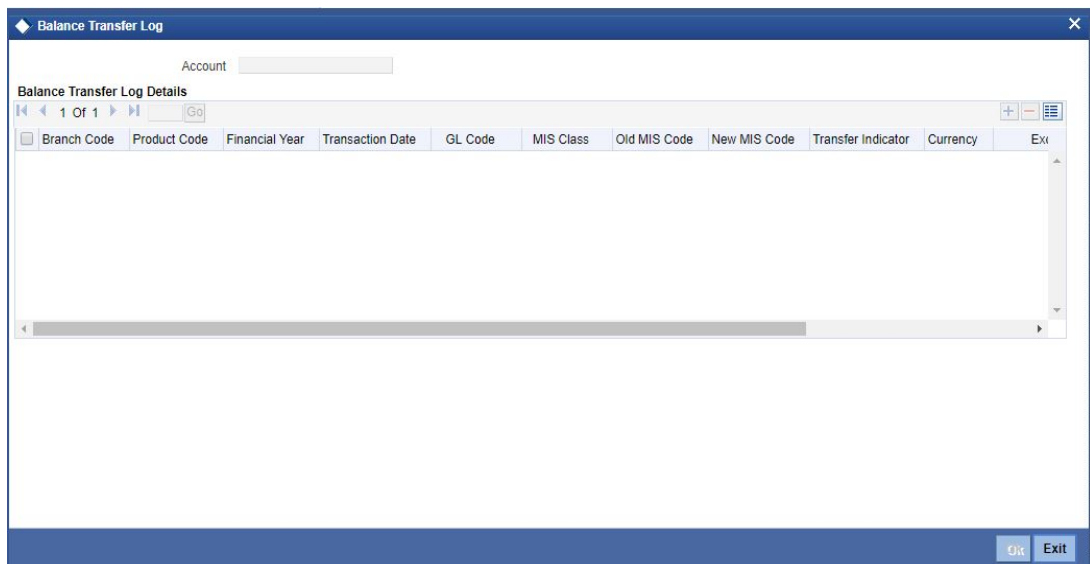 Balance Transfer Log
Account
Balance Transfer Log Details
1 Of 1 Go
Branch Code Product Code Financial Year Transaction Date GL Code MIS Class Old MIS Code New MIS Code Transfer Indicator Currency Exc
Ok Exit